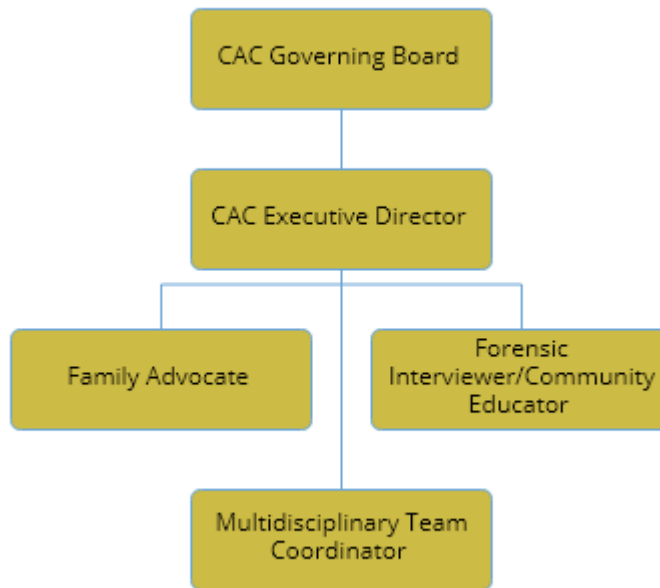 CAC Governing Board
CAC Executive Director
Family Advocate
Forensic
Interviewer/Community
Educator
Multidisciplinary Team
Coordinator